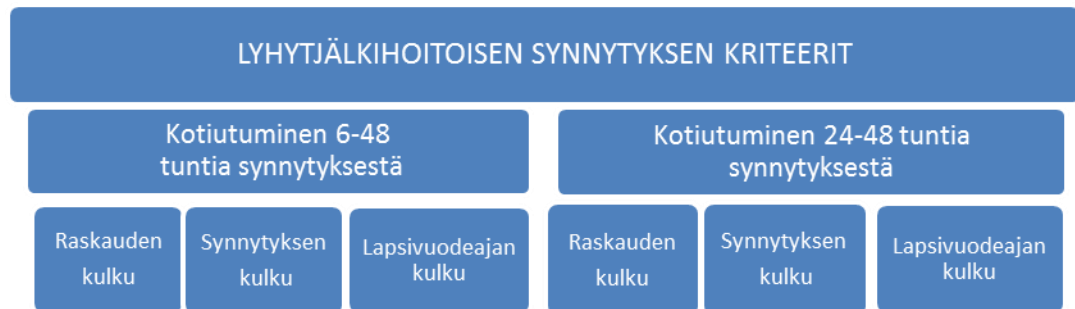 LYHYTJÄLKIHOITOISEN SYNNYTYKSEN KRITEERIT
Kotiutuminen 6-48
tuntia synnytyksestä
Kotiutuminen 24-48 tuntia
synnytyksestä
Raskauden
kulku
Synnytyksen
kulku
Lapsivuodeajan
kulku
Raskauden
kulku
Synnytyksen
kulku
Lapsivuodeajan
kulku